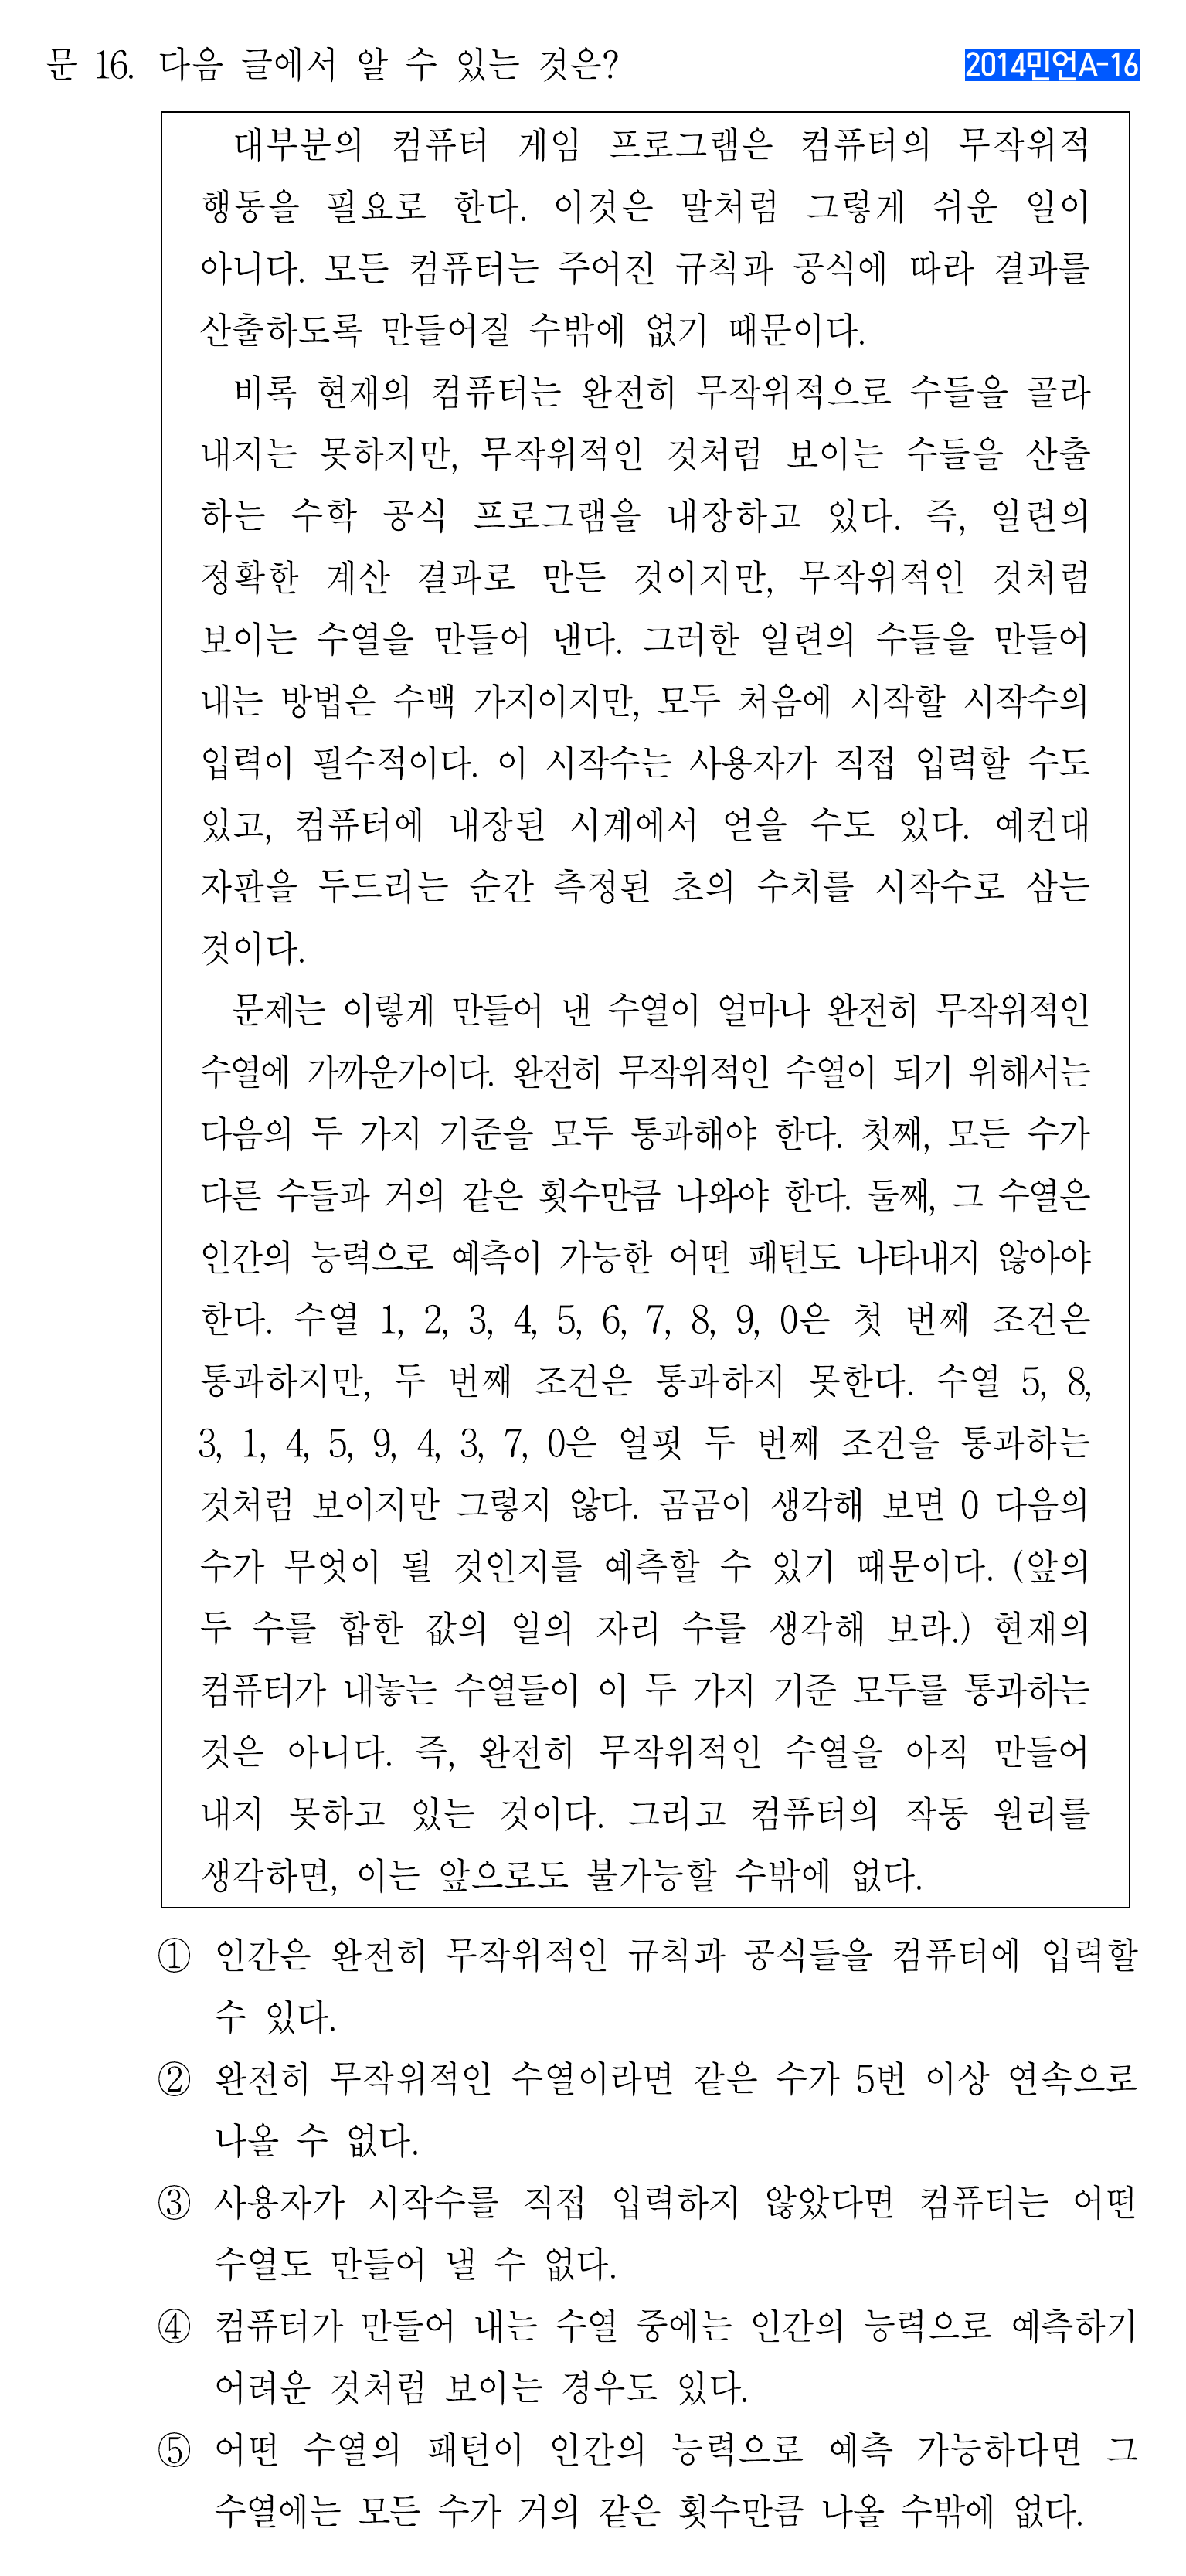 문 16. 다음 글에서 알 수 있는 것은?
2014민언A-16
대부분의 컴퓨터 게임 프로그램은 컴퓨터의 무작위적
행동을 필요로 한다. 이것은 말처럼 그렇게 쉬운 일이
아니다. 모든 컴퓨터는 주어진 규칙과 공식에 따라 결과를
산출하도록 만들어질 수밖에 없기 때문이다.
비록 현재의 컴퓨터는 완전히 무작위적으로 수들을 골라
내지는 못하지만, 무작위적인 것처럼 보이는 수들을 산출
하는 수학 공식 프로그램을 내장하고 있다. 즉, 일련의
정확한 계산 결과로 만든 것이지만, 무작위적인 것처럼
보이는 수열을 만들어 낸다. 그러한 일련의 수들을 만들어
내는 방법은 수백 가지이지만, 모두 처음에 시작할 시작수의
입력이 필수적이다. 이 시작수는 사용자가 직접 입력할 수도
있고, 컴퓨터에 내장된 시계에서 얻을 수도 있다. 예컨대
자판을 두드리는 순간 측정된 초의 수치를 시작수로 삼는
것이다.
문제는 이렇게 만들어 낸 수열이 얼마나 완전히 무작위적인
수열에 가까운가이다. 완전히 무작위적인 수열이 되기 위해서는
다음의 두 가지 기준을 모두 통과해야 한다. 첫째, 모든 수가
다른 수들과 거의 같은 횟수만큼 나와야 한다. 둘째, 그 수열은
인간의 능력으로 예측이 가능한 어떤 패턴도 나타내지 않아야
한다. 수열 1, 2, 3, 4, 5, 6, 7, 8, 9, 0은 첫 번째 조건은
통과하지만, 두 번째 조건은 통과하지 못한다. 수열 5, 8,
3, 1, 4, 5, 9, 4, 3, 7, 0은 얼핏 두 번째 조건을 통과하는
것처럼 보이지만 그렇지 않다. 곰곰이 생각해 보면 0 다음의
수가 무엇이 될 것인지를 예측할 수 있기 때문이다. (앞의
두 수를 합한 값의 일의 자리 수를 생각해 보라.) 현재의
컴퓨터가 내놓는 수열들이 이 두 가지 기준 모두를 통과하는
것은 아니다. 즉, 완전히 무작위적인 수열을 아직 만들어
내지 못하고 있는 것이다. 그리고 컴퓨터의 작동 원리를
생각하면, 이는 앞으로도 불가능할 수밖에 없다.
① 인간은 완전히 무작위적인 규칙과 공식들을 컴퓨터에 입력할
수 있다.
② 완전히 무작위적인 수열이라면 같은 수가 5번 이상 연속으로
나올 수 없다.
③ 사용자가 시작수를 직접 입력하지 않았다면 컴퓨터는 어떤
수열도 만들어 낼 수 없다.
④ 컴퓨터가 만들어 내는 수열 중에는 인간의 능력으로 예측하기
어려운 것처럼 보이는 경우도 있다.
⑤ 어떤 수열의 패턴이 인간의 능력으로 예측 가능하다면 그
수열에는 모든 수가 거의 같은 횟수만큼 나올 수밖에 없다.